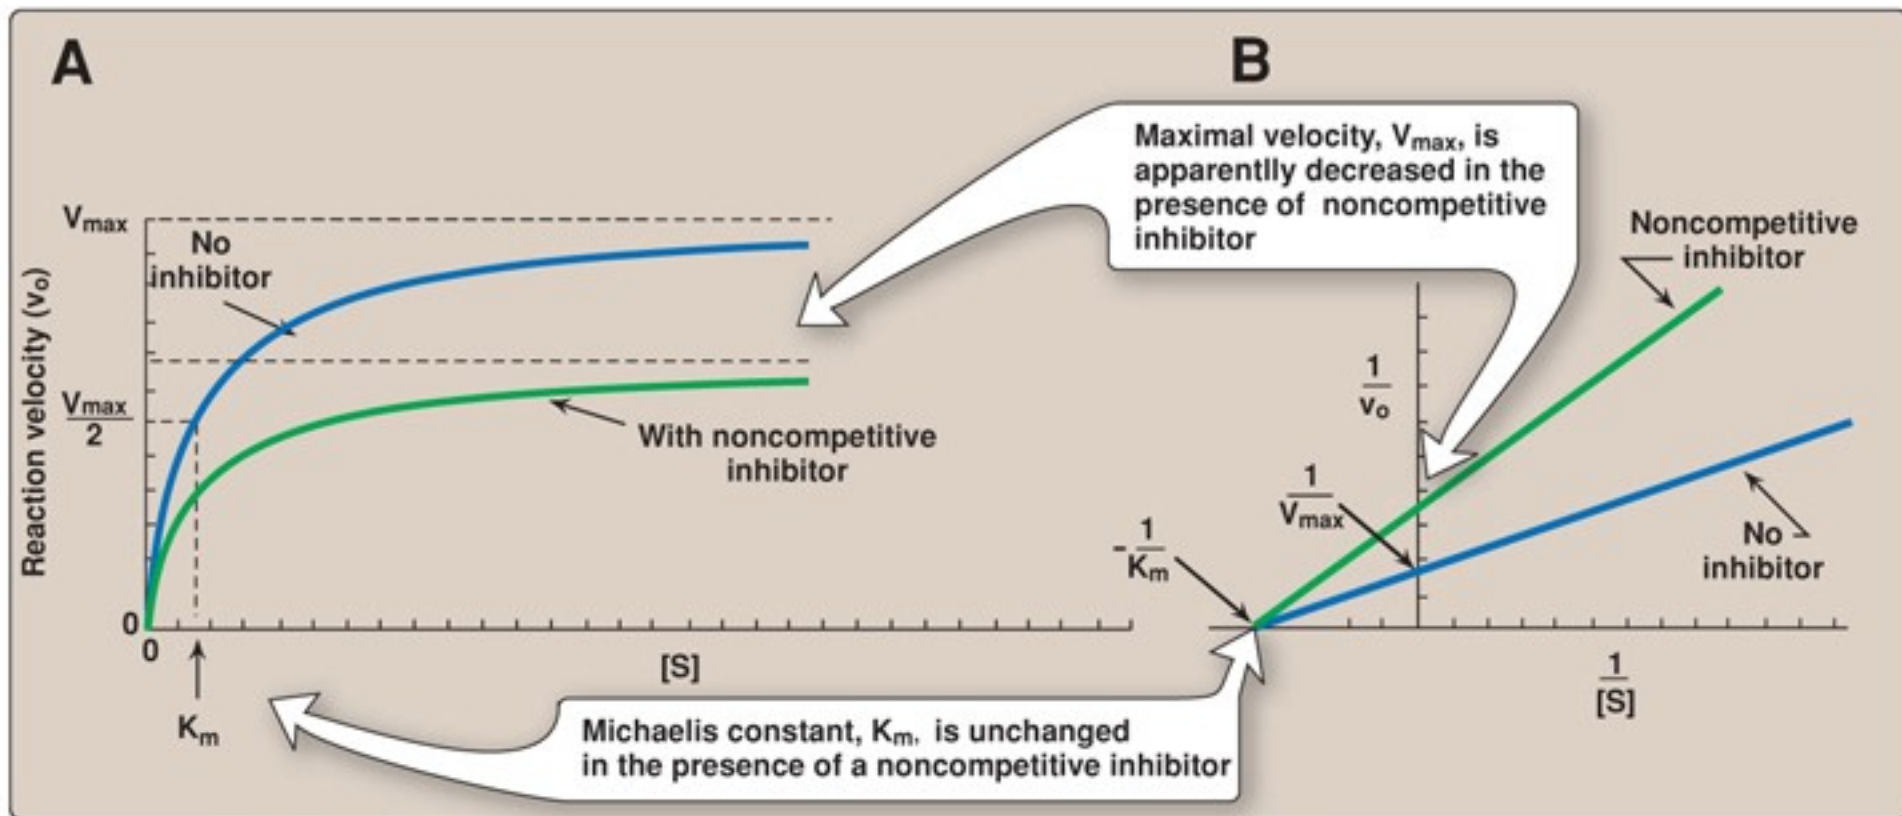 A
B
Maximal velocity, Vmax, is
apparentlly decreased in the
presence of noncompetitive
inhibitor
Vmax
No
inhibitor
Reaction velocity (vo)
Vmax
2
With noncompetitive
inhibitor
0
0
[S]
Km
Noncompetitive
inhibitor
1
vo
1
Vmax
- 1
Km
No
inhibitor
1
[S]
Michaelis constant, Km, is unchanged
in the presence of a noncompetitive inhibitor